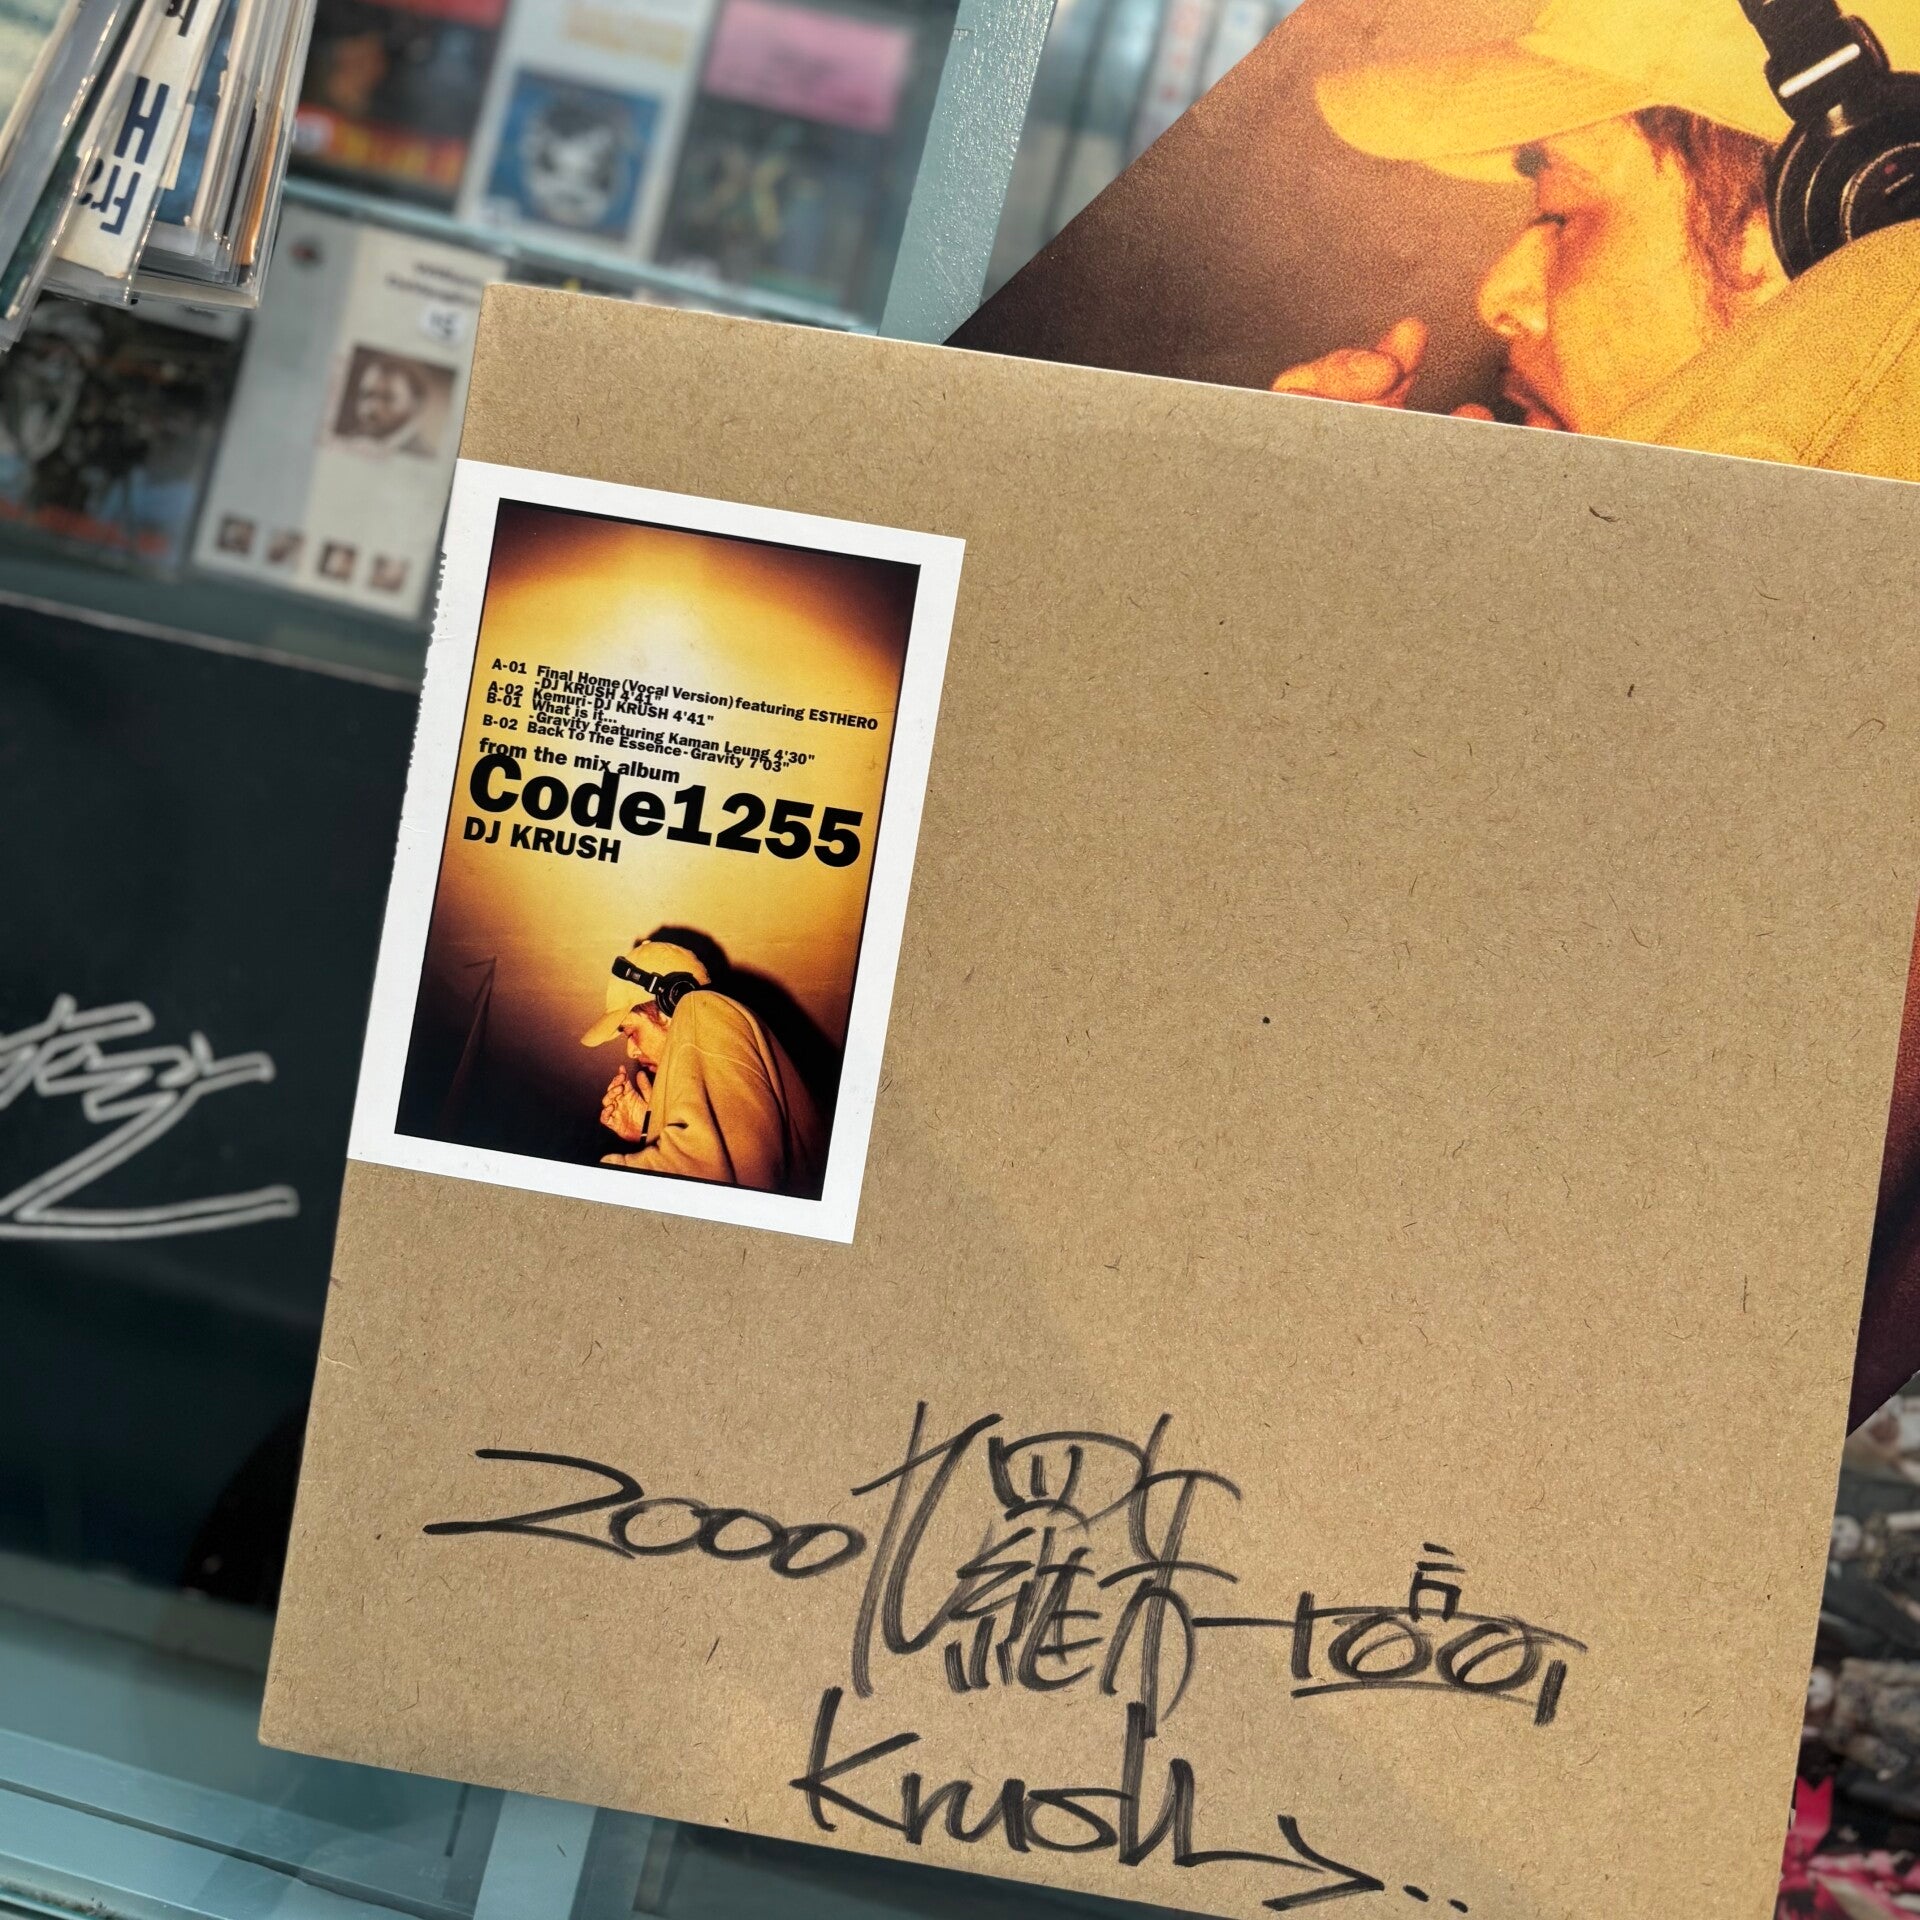 A-01 Final Home (Vocal Version) featuring ESTHERO
-DJ KRUSH 4'41"
A-02 Kemuri-DJ KRUSH 4'41"
B-01 What is it...
-Gravity featuring Kaman Leung 4'30"
B-02 Back To The Essence-Gravity 7'03"
from the mix album
Code1255
DJ KRUSH
2000
Krush